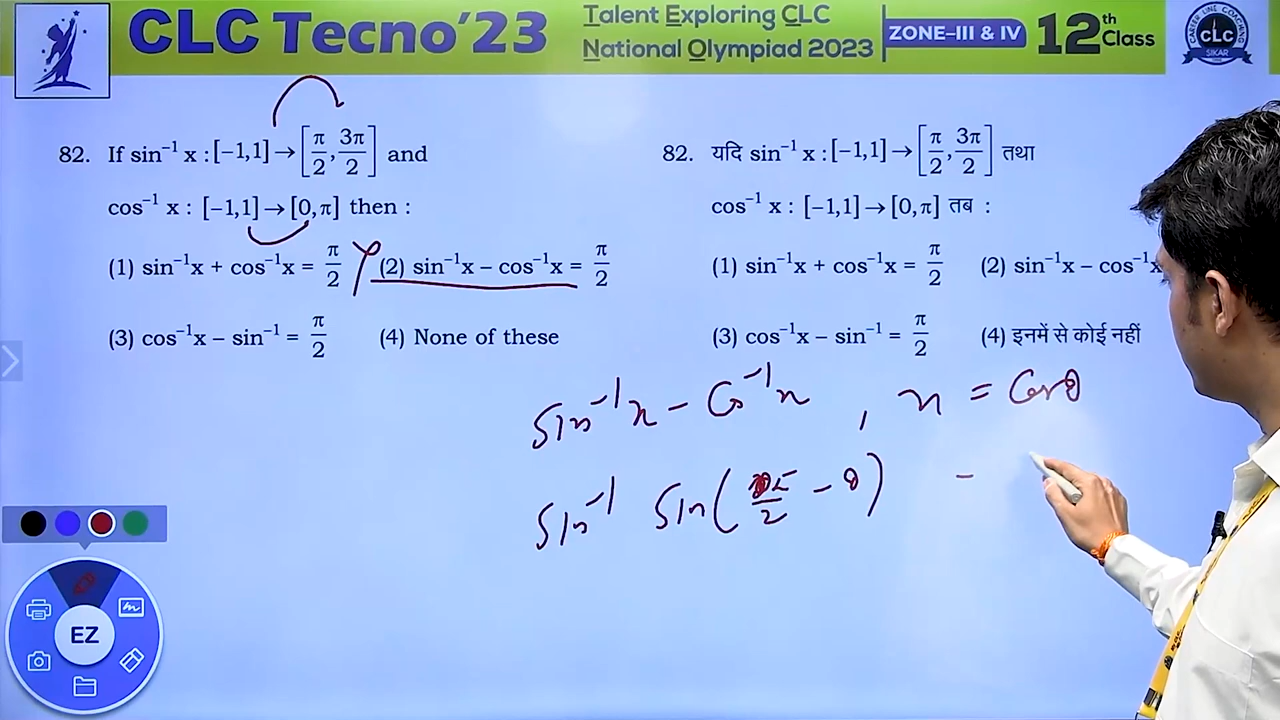 CLC Tecno'23
Talent Exploring CLC
National Olympiad 2023
ZONE–III & IV
12th Class
CAREER LINE COACHING
CLC
SIKAR
82. If sin⁻¹ x : [−1,1] → [π/2, 3π/2] and
cos⁻¹ x : [−1,1] → [0,π] then :
(1) sin⁻¹x + cos⁻¹x = π/2 (2) sin⁻¹x – cos⁻¹x = π/2
(3) cos⁻¹x – sin⁻¹ = π/2 (4) None of these
82. यदि sin⁻¹ x : [−1,1] → [π/2, 3π/2] तथा
cos⁻¹ x : [−1,1] → [0,π] तब :
(1) sin⁻¹x + cos⁻¹x = π/2 (2) sin⁻¹x – cos⁻¹x
(3) cos⁻¹x – sin⁻¹ = π/2 (4) इनमें से कोई नहीं
sin⁻¹x – cos⁻¹x , x = cosθ
sin⁻¹ sin( /2 – θ) –
EZ